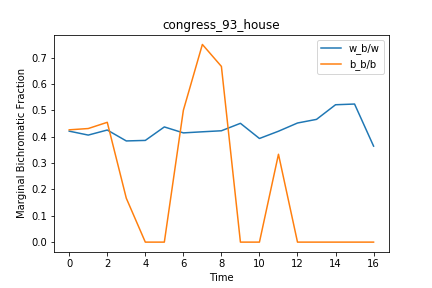 congress_93_house
w_b/w
b_b/b
Marginal Bichromatic Fraction
0.7
0.6
0.5
0.4
0.3
0.2
0.1
0.0
0 2 4 6 8 10 12 14 16
Time